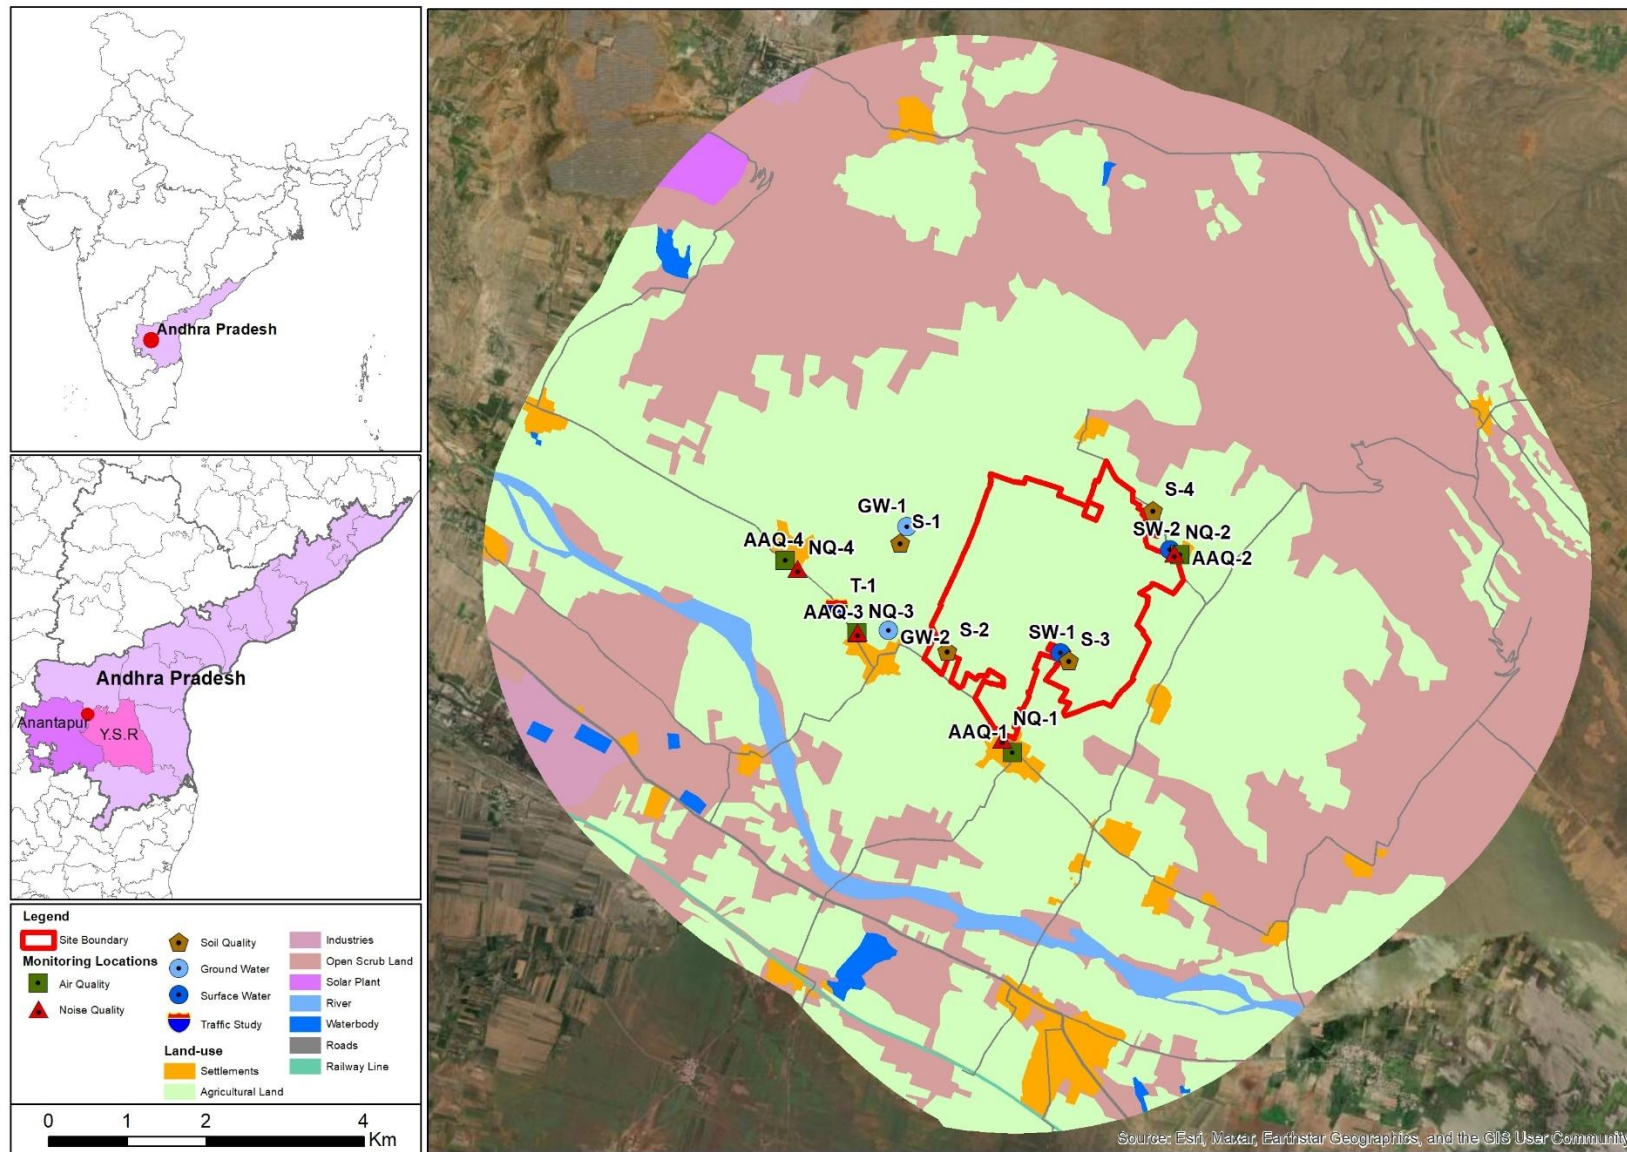 Andhra Pradesh
Andhra Pradesh
Anantapur
Y.S.R
Legend
Site Boundary
Monitoring Locations
Air Quality
Noise Quality
Soil Quality
Ground Water
Surface Water
Traffic Study
Land-use
Settlements
Agricultural Land
Industries
Open Scrub Land
Solar Plant
River
Waterbody
Roads
Railway Line
0 1 2 4
Km
S-4
GW-1
S-1
SW-2 NQ-2
AAQ-2
AAQ-4
NQ-4
T-1
AAQ-3 NQ-3
GW-2
S-2
SW-1
S-3
NQ-1
AAQ-1
Source: Esri, Maxar, Earthstar Geographics, and the GIS User Community